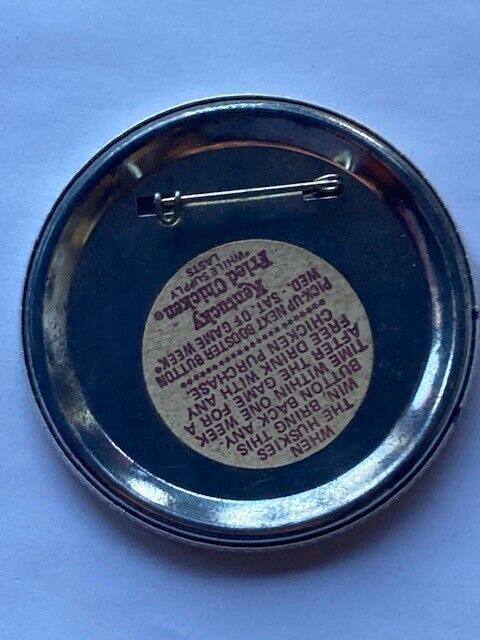 WHEN
THE HUSKIES
WIN, BRING THIS
BUTTON BACK ANY
TIME WITHIN ONE WEEK
AFTER THE GAME FOR A
FREE DRINK WITH ANY
CHICKEN PURCHASE.
PICKUP NEXT BOOSTER BUTTON
WED. - SAT. OF GAME WEEK*
Kentucky
Fried Chicken®
*WHILE SUPPLY
LASTS